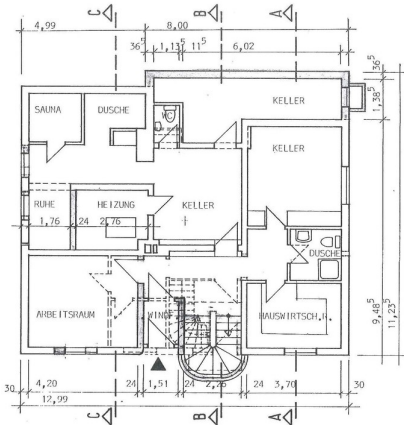 C B A
4,99 8,00
36⁵ 1,13⁵ 11⁵ 6,02
36⁵
SAUNA DUSCHE WC KELLER
1,38⁵
KELLER
RUHE HEIZUNG KELLER
1,76 24 2,76
DUSCHE
ARBEITSRAUM WINDF. HAUSWIRTSCH.R.
9,48⁵
11,23⁵
30 4,20 24 1,51 24 2,26 24 3,70 30
12,99
C B A